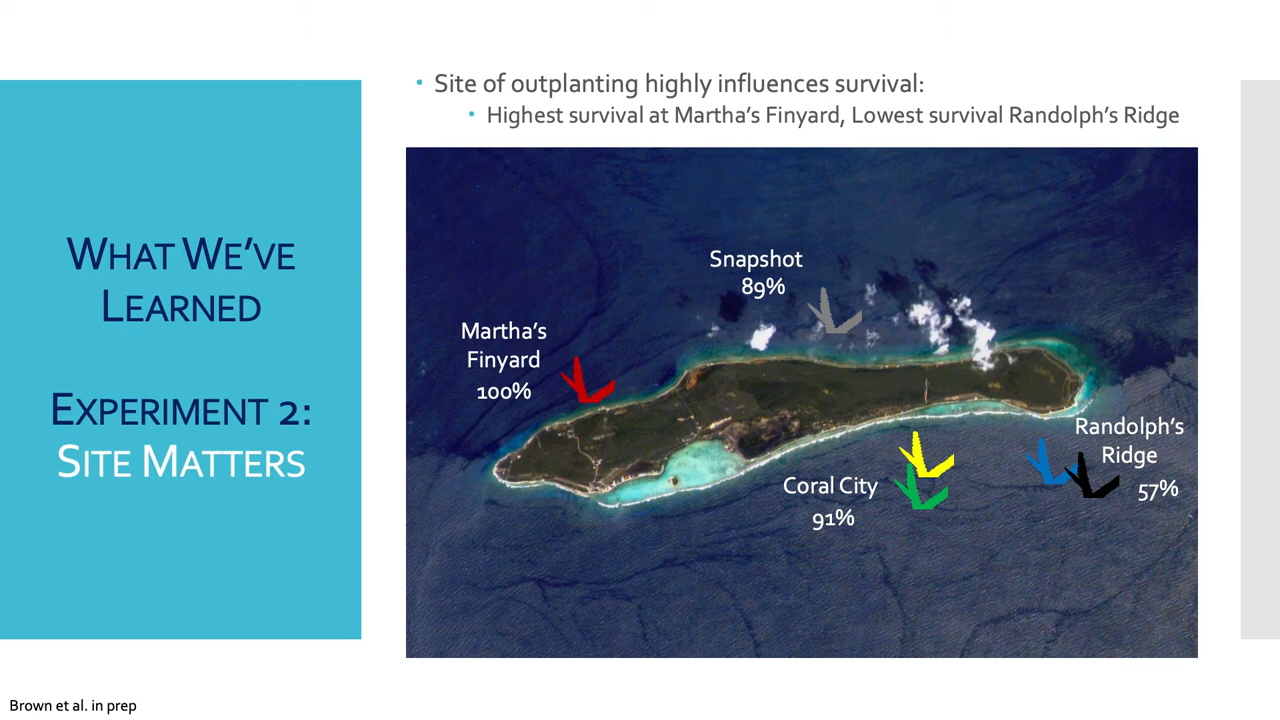 What We've
Learned
Experiment 2:
Site Matters
• Site of outplanting highly influences survival:
• Highest survival at Martha's Finyard, Lowest survival Randolph's Ridge
Snapshot
89%
Martha's
Finyard
100%
Randolph's
Ridge
57%
Coral City
91%
Brown et al. in prep